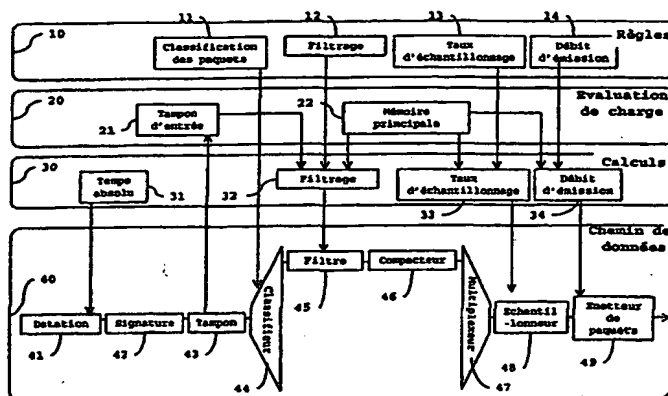 11 12 13 14
10
Règles
Classification
des paquets
Filtrage
Taux
d'échantillonnage
Débit
d'émission
20
Evaluation
de charge
21
Tampon
d'entrée
22
Mémoire
principale
30
Calculs
Temps
absolu
31
32
Filtrage
Taux
d'échantillonnage
33
Débit
d'émission
34
Chemin de
données
40
Datation
41
Signature
42
Tampon
43
Classifieur
44
Filtre
45
Compacteur
46
Multiplexeur
47
Echantil
-lonneur
48
Emetteur
de
paquets
49